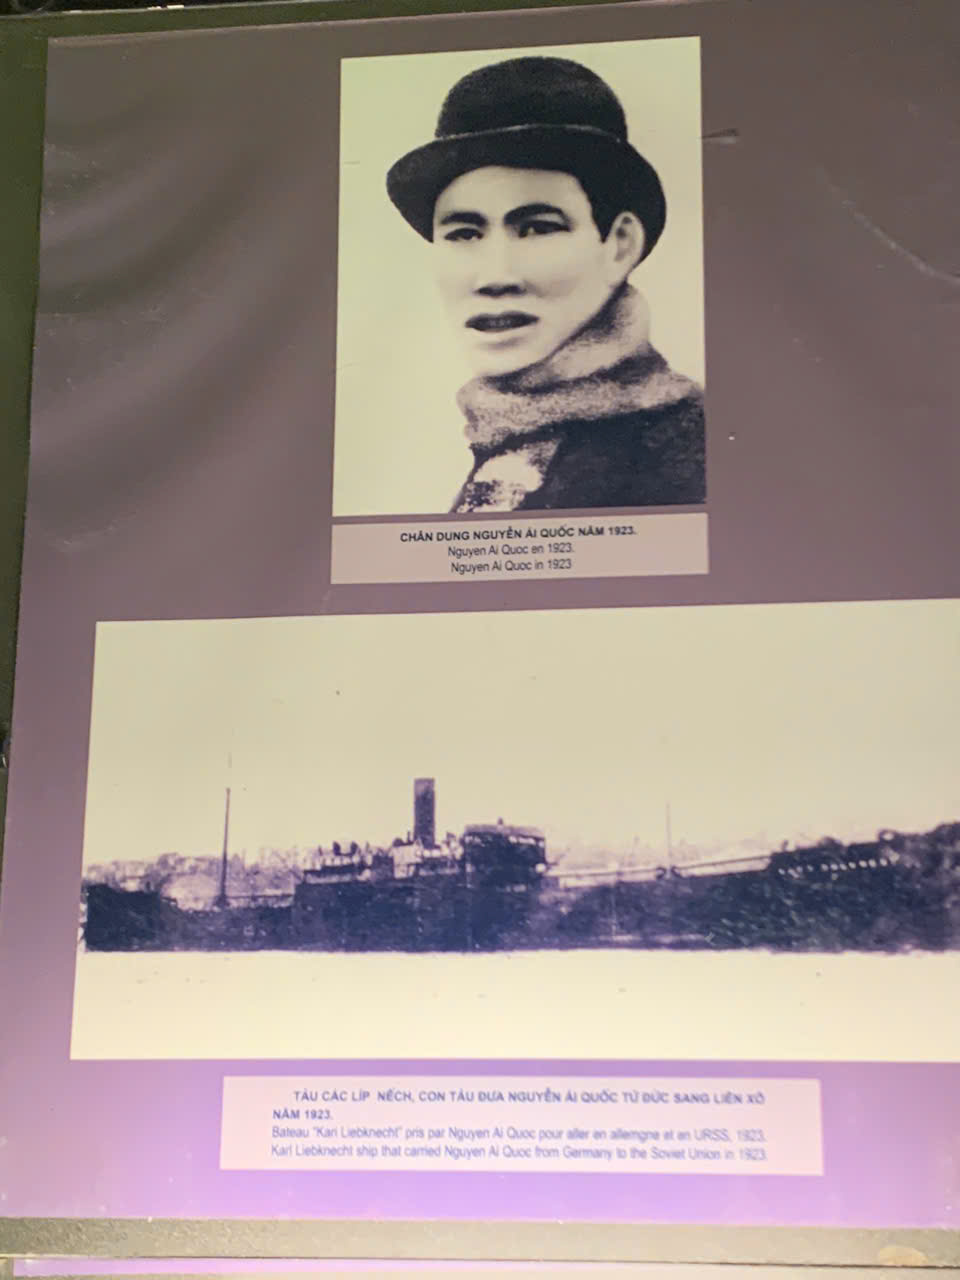 CHÂN DUNG NGUYỄN ÁI QUỐC NĂM 1923.
Nguyen Ai Quoc en 1923.
Nguyen Ai Quoc in 1923
TÀU CÁC LÍP NẾCH, CON TÀU ĐƯA NGUYỄN ÁI QUỐC TỪ ĐỨC SANG LIÊN XÔ
NĂM 1923.
Bateau "Karl Liebknecht" pris par Nguyen Ai Quoc pour aller en allemgne et en URSS, 1923.
Karl Liebknecht ship that carried Nguyen Ai Quoc from Germany to the Soviet Union in 1923.